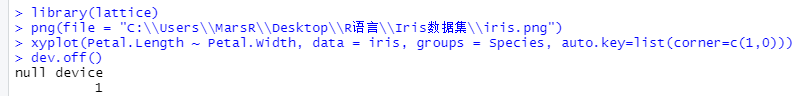 > library(lattice)
> png(file = "C:\\Users\\MarsR\\Desktop\\R语言\\Iris数据集\\iris.png")
> xyplot(Petal.Length ~ Petal.Width, data = iris, groups = Species, auto.key=list(corner=c(1,0)))
> dev.off()
null device
          1